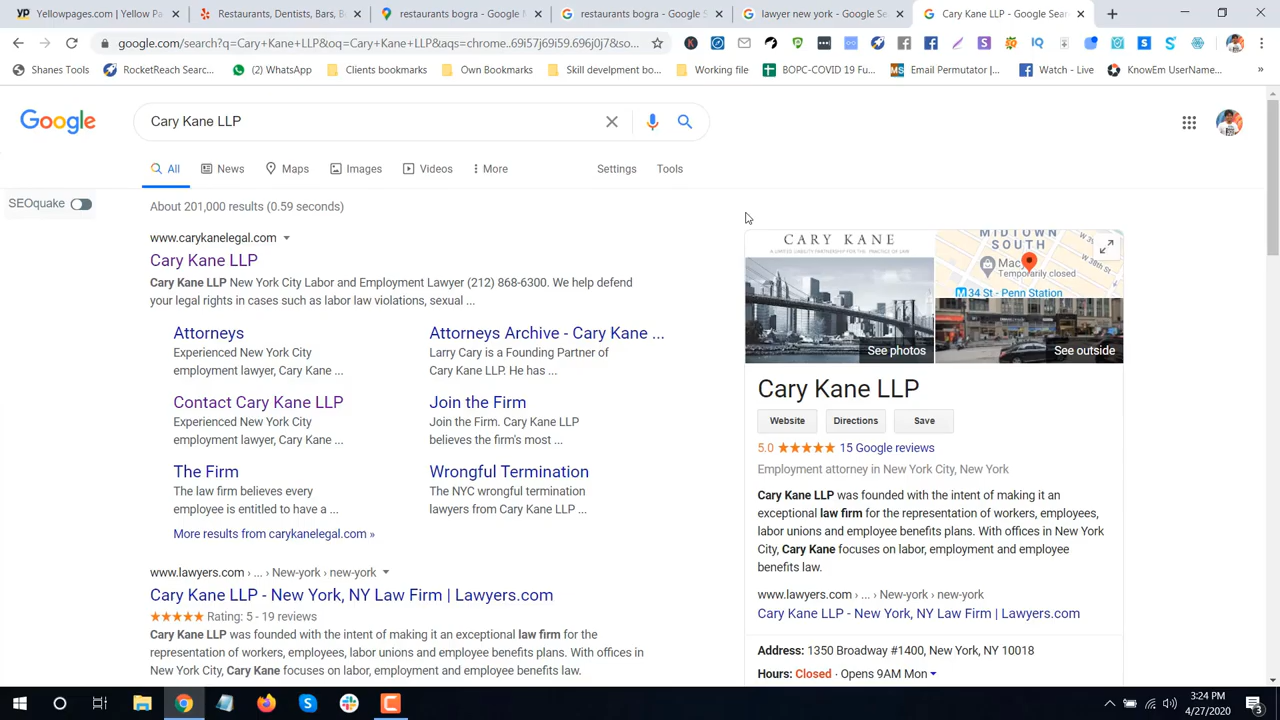 Yellowpages.com | Yellow Pa
Restaurants, Dentists, Bars, B
restaurants bogra - Google M
restaurants bogra - Google S
lawyer new york - Google Se
Cary Kane LLP - Google Sear
google.com/search?q=Cary+Kane+LLP&oq=Cary+Kane+LLP&aqs=chrome..69i57j69i59.696j0j7&so...
Shanes Tools
RocketReach Searc...
(2) WhatsApp
Clients bookmarks
Own Bookmarks
Skill develpment bo...
Working file
BOPC-COVID 19 Fu...
Email Permutator |...
Watch - Live
KnowEm UserName...
»
Google
Cary Kane LLP
All
News
Maps
Images
Videos
More
Settings
Tools
SEOquake
About 201,000 results (0.59 seconds)
www.carykanelegal.com
Cary Kane LLP
Cary Kane LLP New York City Labor and Employment Lawyer (212) 868-6300. We help defend
your legal rights in cases such as labor law violations, sexual ...
Attorneys
Experienced New York City
employment lawyer, Cary Kane ...
Attorneys Archive - Cary Kane ...
Larry Cary is a Founding Partner of
Cary Kane LLP. He has ...
Contact Cary Kane LLP
Experienced New York City
employment lawyer, Cary Kane ...
Join the Firm
Join the Firm. Cary Kane LLP
believes the firm's most ...
The Firm
The law firm believes every
employee is entitled to have a ...
Wrongful Termination
The NYC wrongful termination
lawyers from Cary Kane LLP ...
More results from carykanelegal.com »
www.lawyers.com › ... › New-york › new-york
Cary Kane LLP - New York, NY Law Firm | Lawyers.com
Rating: 5 - 19 reviews
Cary Kane LLP was founded with the intent of making it an exceptional law firm for the
representation of workers, employees, labor unions and employee benefits plans. With offices in
New York City, Cary Kane focuses on labor, employment and employee benefits law.
CARY KANE
A LIMITED LIABILITY PARTNERSHIP FOR THE PRACTICE OF LAW
See photos
MIDTOWN
SOUTH
W 38th St
Mac
Temporarily closed
M 34 St - Penn Station
See outside
Cary Kane LLP
Website
Directions
Save
5.0
15 Google reviews
Employment attorney in New York City, New York
Cary Kane LLP was founded with the intent of making it an
exceptional law firm for the representation of workers, employees,
labor unions and employee benefits plans. With offices in New York
City, Cary Kane focuses on labor, employment and employee
benefits law.
www.lawyers.com › ... › New-york › new-york
Cary Kane LLP - New York, NY Law Firm | Lawyers.com
Address: 1350 Broadway #1400, New York, NY 10018
Hours: Closed · Opens 9AM Mon
3:24 PM
4/27/2020
3